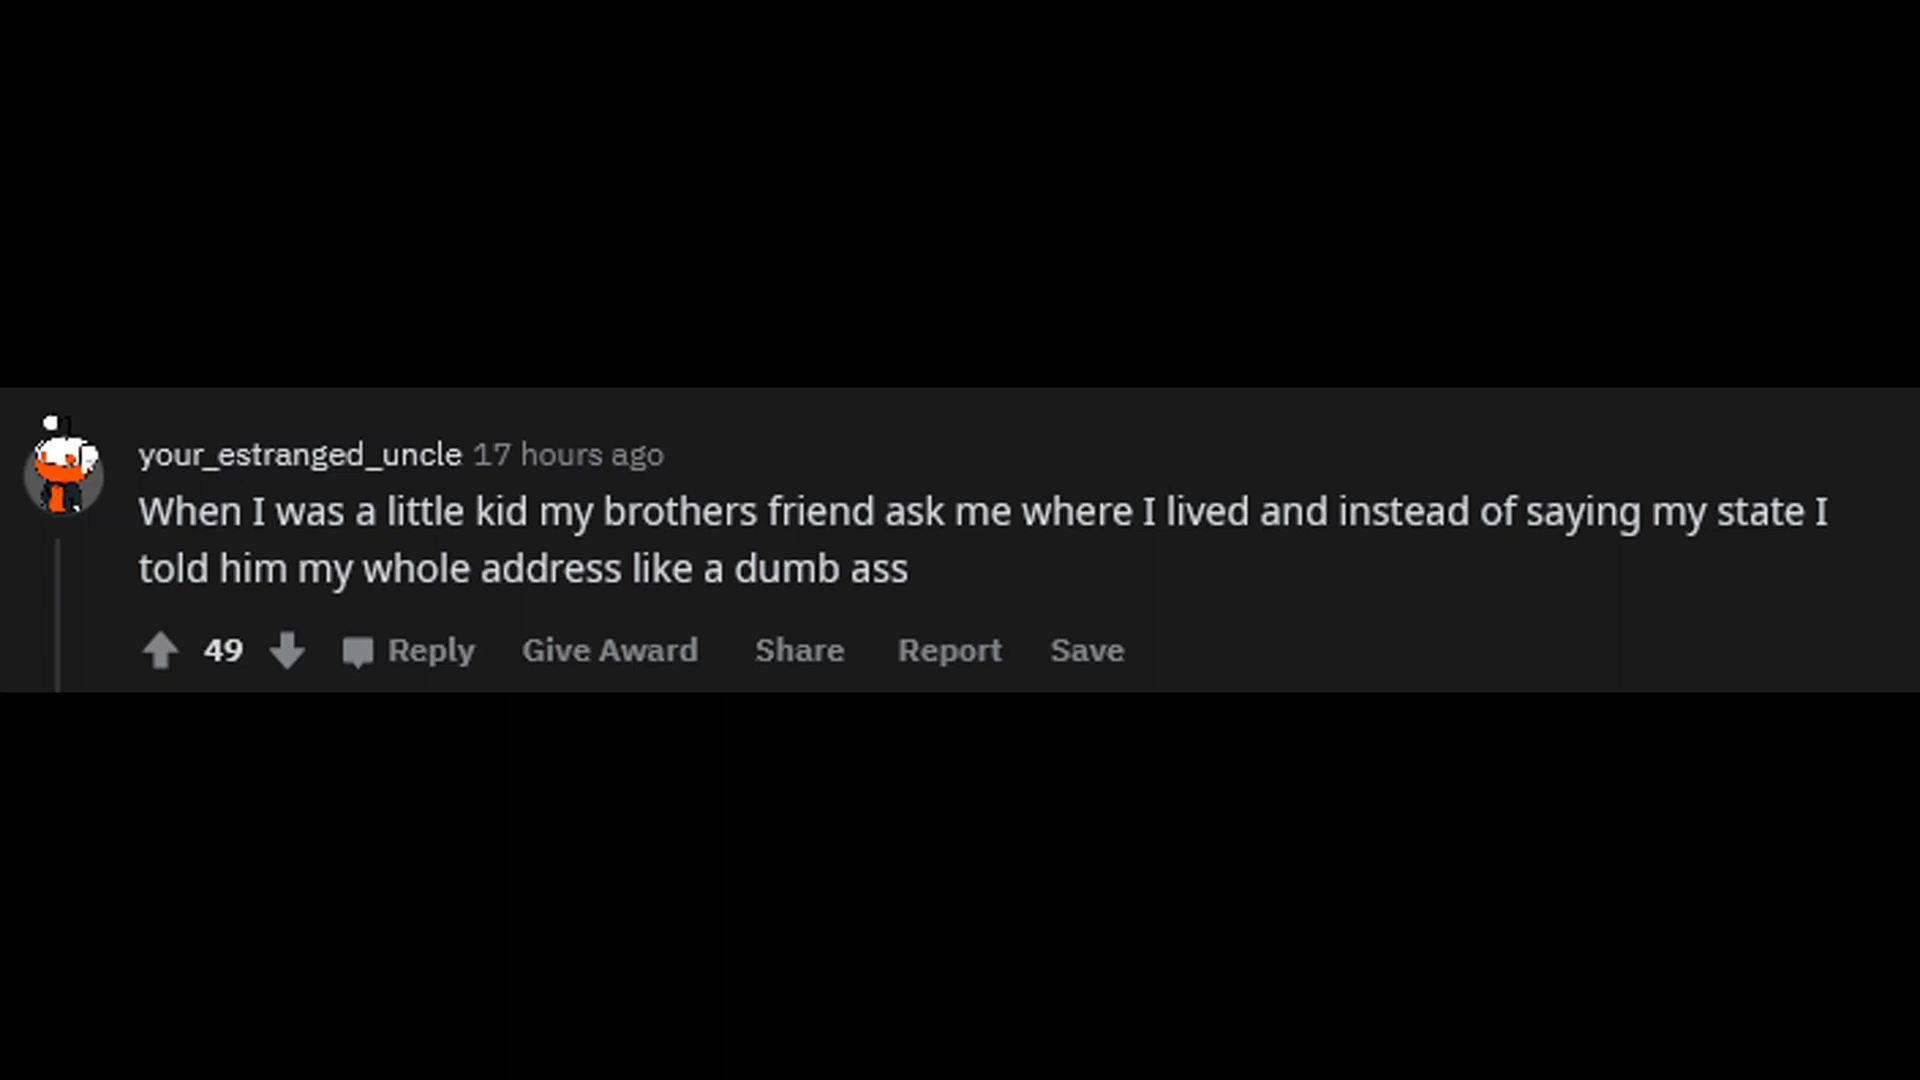 your_estranged_uncle 17 hours ago
When I was a little kid my brothers friend ask me where I lived and instead of saying my state I
told him my whole address like a dumb ass
49 Reply Give Award Share Report Save